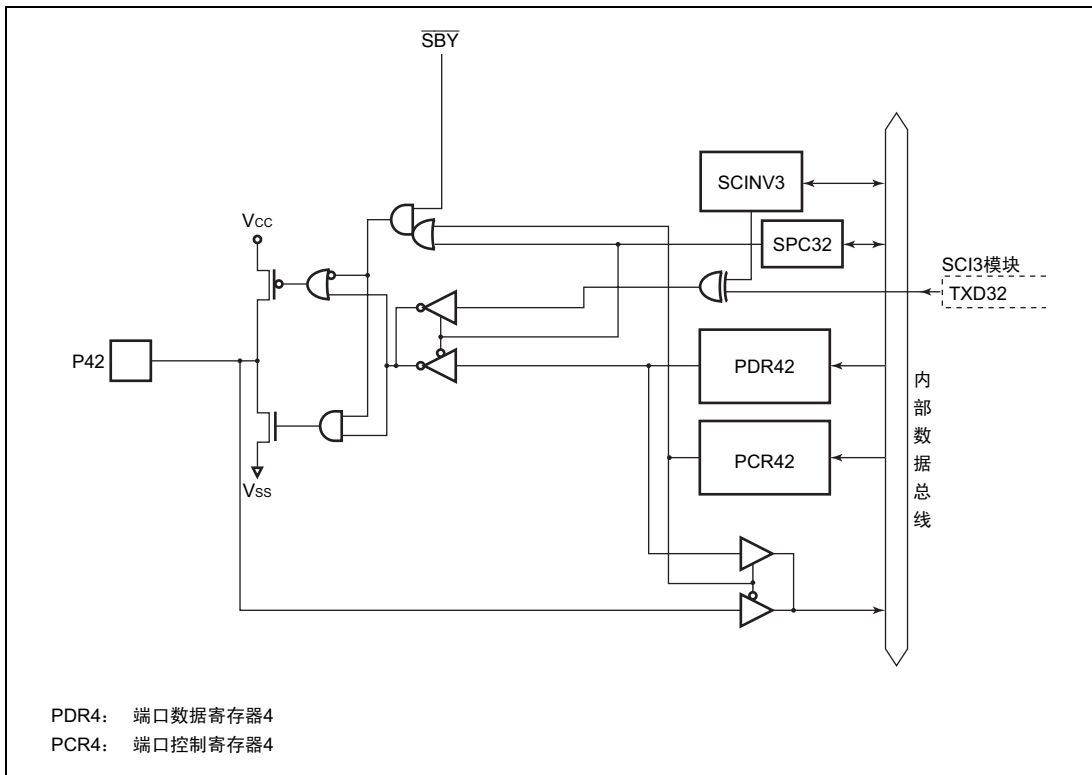 SBY
SCINV3
VCC
SPC32
SCI3模块
TXD32
P42
PDR42
内部数据总线
PCR42
VSS
PDR4： 端口数据寄存器4
PCR4： 端口控制寄存器4